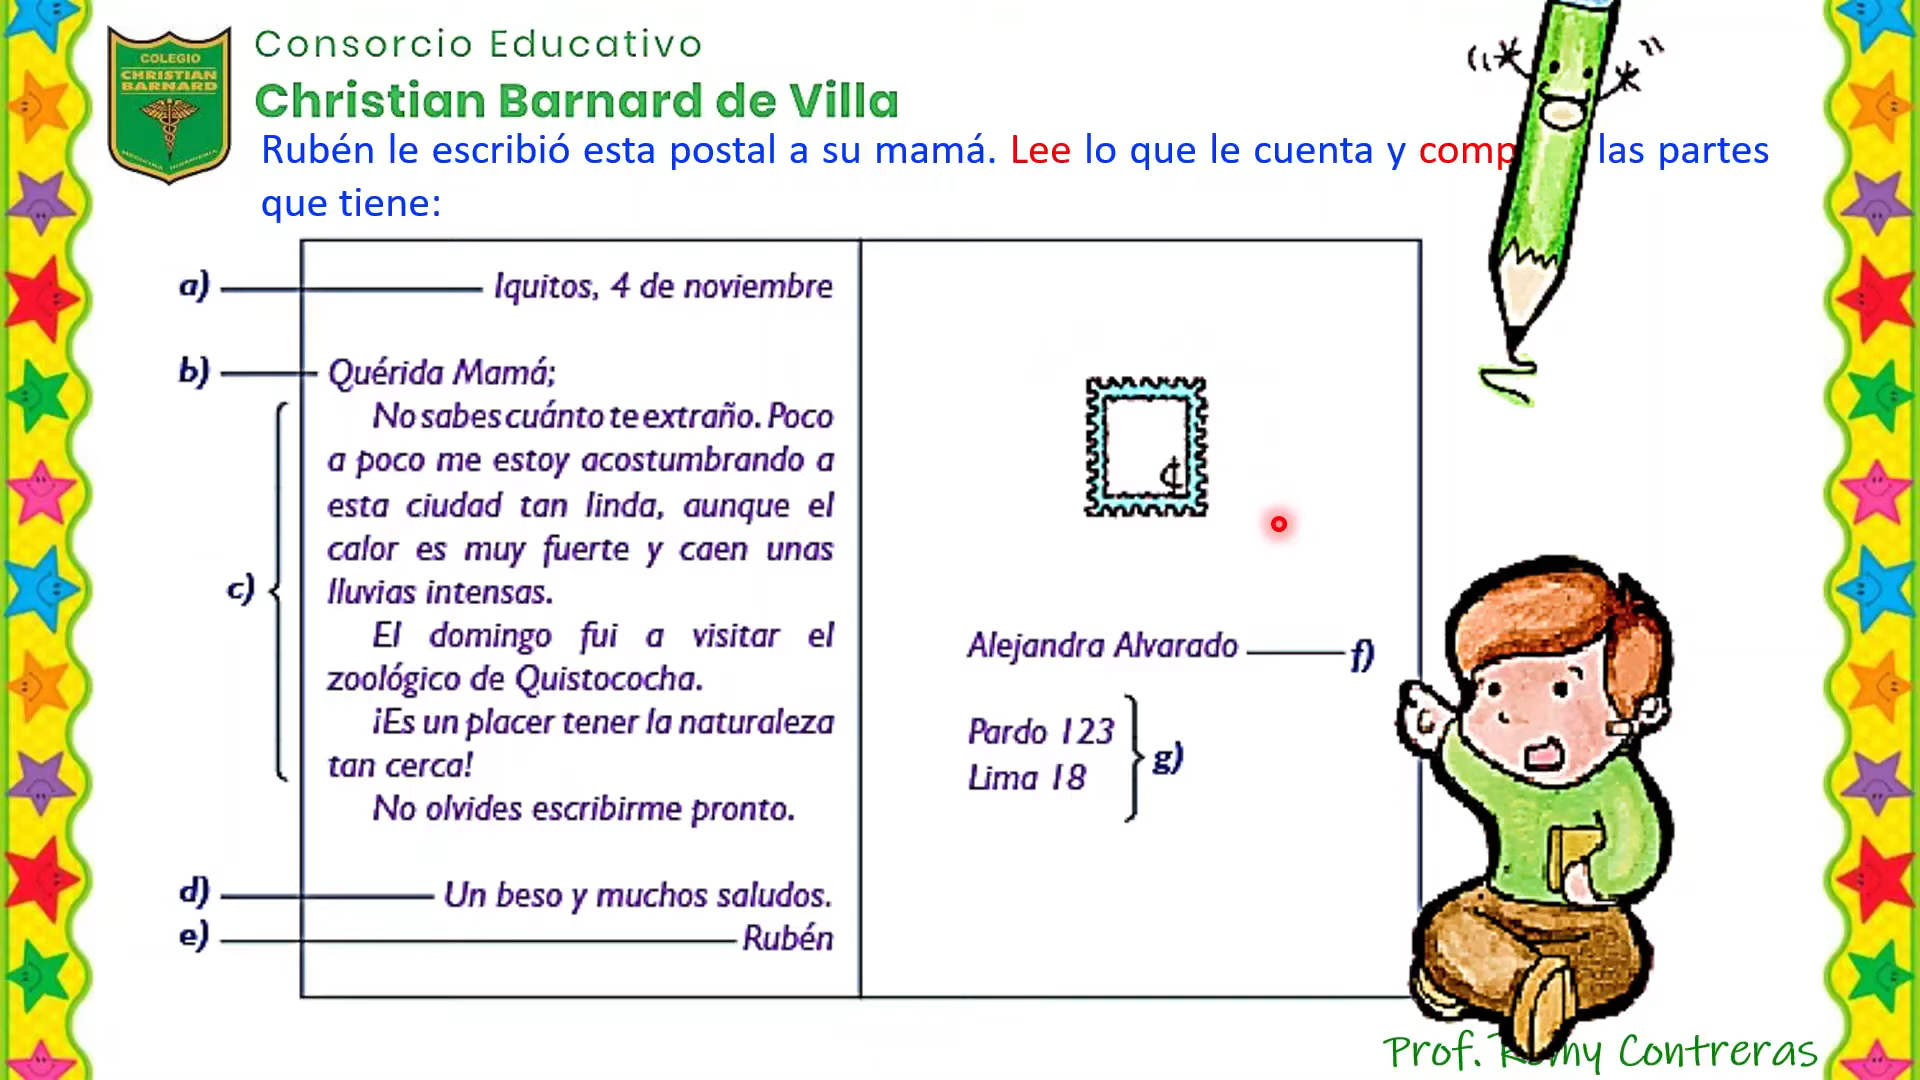 COLEGIO
CHRISTIAN
BARNARD
Consorcio Educativo
Christian Barnard de Villa
Rubén le escribió esta postal a su mamá. Lee lo que le cuenta y comp las partes
que tiene:
a) Iquitos, 4 de noviembre
b) Quérida Mamá;
No sabes cuánto te extraño. Poco
a poco me estoy acostumbrando a
esta ciudad tan linda, aunque el
calor es muy fuerte y caen unas
c) lluvias intensas.
El domingo fui a visitar el
zoológico de Quistococha.
¡Es un placer tener la naturaleza
tan cerca!
No olvides escribirme pronto.
d) Un beso y muchos saludos.
e) Rubén
¢
Alejandra Alvarado f)
Pardo 123
g)
Lima 18
Prof. Contreras